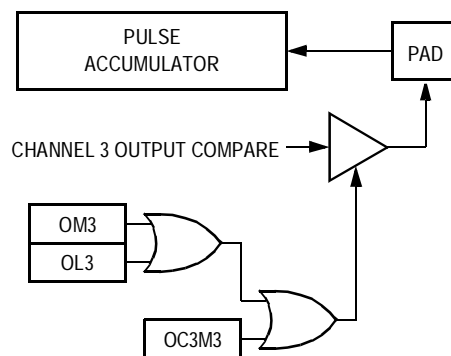 PULSE
ACCUMULATOR
PAD
CHANNEL 3 OUTPUT COMPARE
OM3
OL3
OC3M3